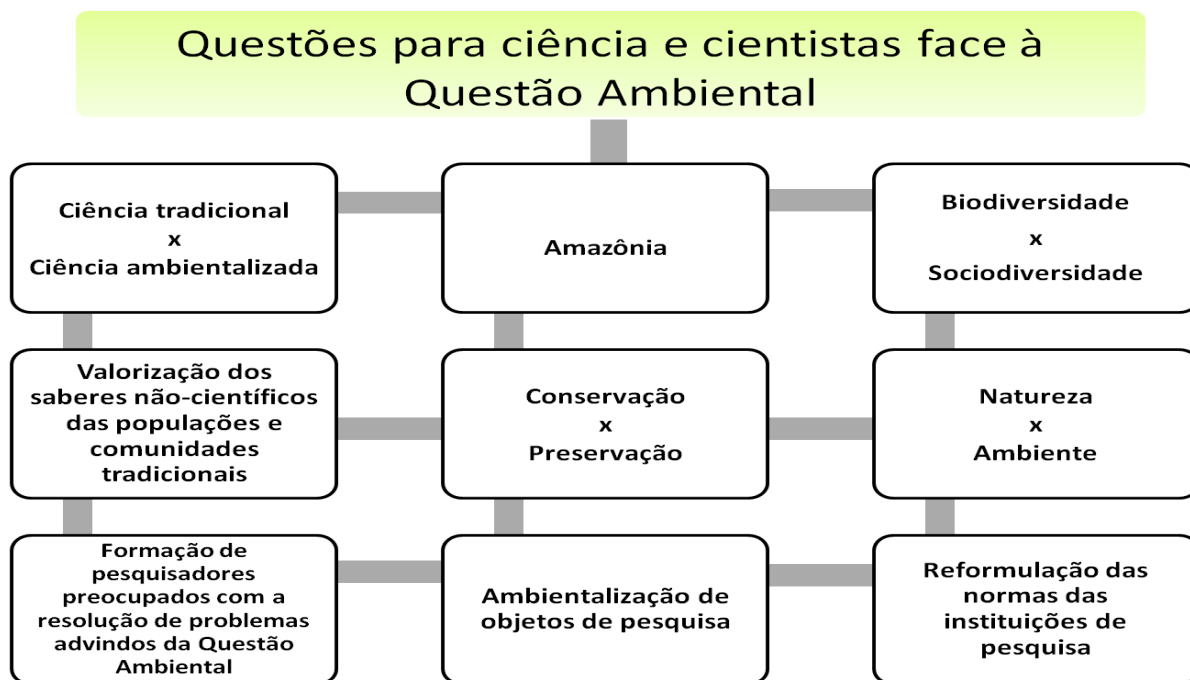 Questões para ciência e cientistas face à
Questão Ambiental
Ciência tradicional
x
Ciência ambientalizada
Amazônia
Biodiversidade
x
Sociodiversidade
Valorização dos
saberes não-científicos
das populações e
comunidades
tradicionais
Conservação
x
Preservação
Natureza
x
Ambiente
Formação de
pesquisadores
preocupados com a
resolução de problemas
advindos da Questão
Ambiental
Ambientalização de
objetos de pesquisa
Reformulação das
normas das
instituições de
pesquisa